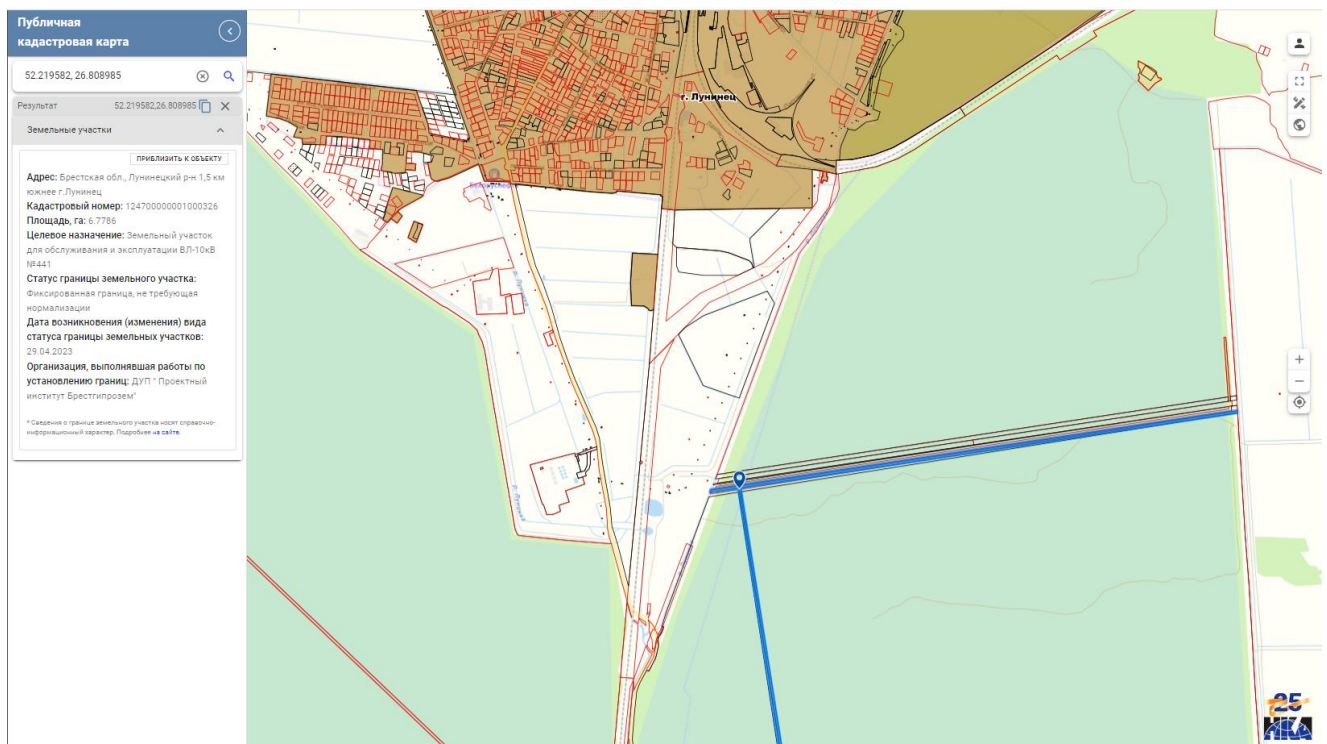 Публичная
кадастровая карта
52.219582, 26.808985
Результат 52.219582,26.808985
Земельные участки
ПРИБЛИЗИТЬ К ОБЪЕКТУ
Адрес: Брестская обл., Лунинецкий р-н 1,5 км
южнее г.Лунинец
Кадастровый номер: 124700000001000326
Площадь, га: 6.7786
Целевое назначение: Земельный участок
для обслуживания и эксплуатации ВЛ-10кВ
№441
Статус границы земельного участка:
Фиксированная граница, не требующая
нормализации
Дата возникновения (изменения) вида
статуса границы земельных участков:
29.04.2023
Организация, выполнявшая работы по
установлению границ: ДУП " Проектный
институт Брестгипрозем"
* Сведения о границе земельного участка носят справочно-
информационный характер. Подробнее на сайте.
г. Лунинец
25
НКА